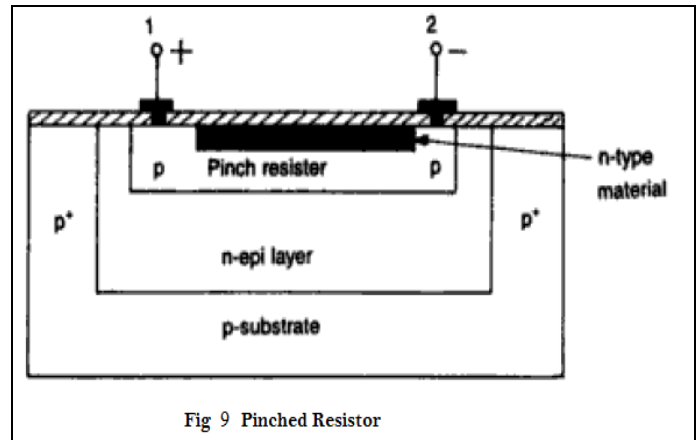 1 2
+ −
p Pinch resister p
n-type
material
p+ p+
n-epi layer
p-substrate
Fig 9 Pinched Resistor